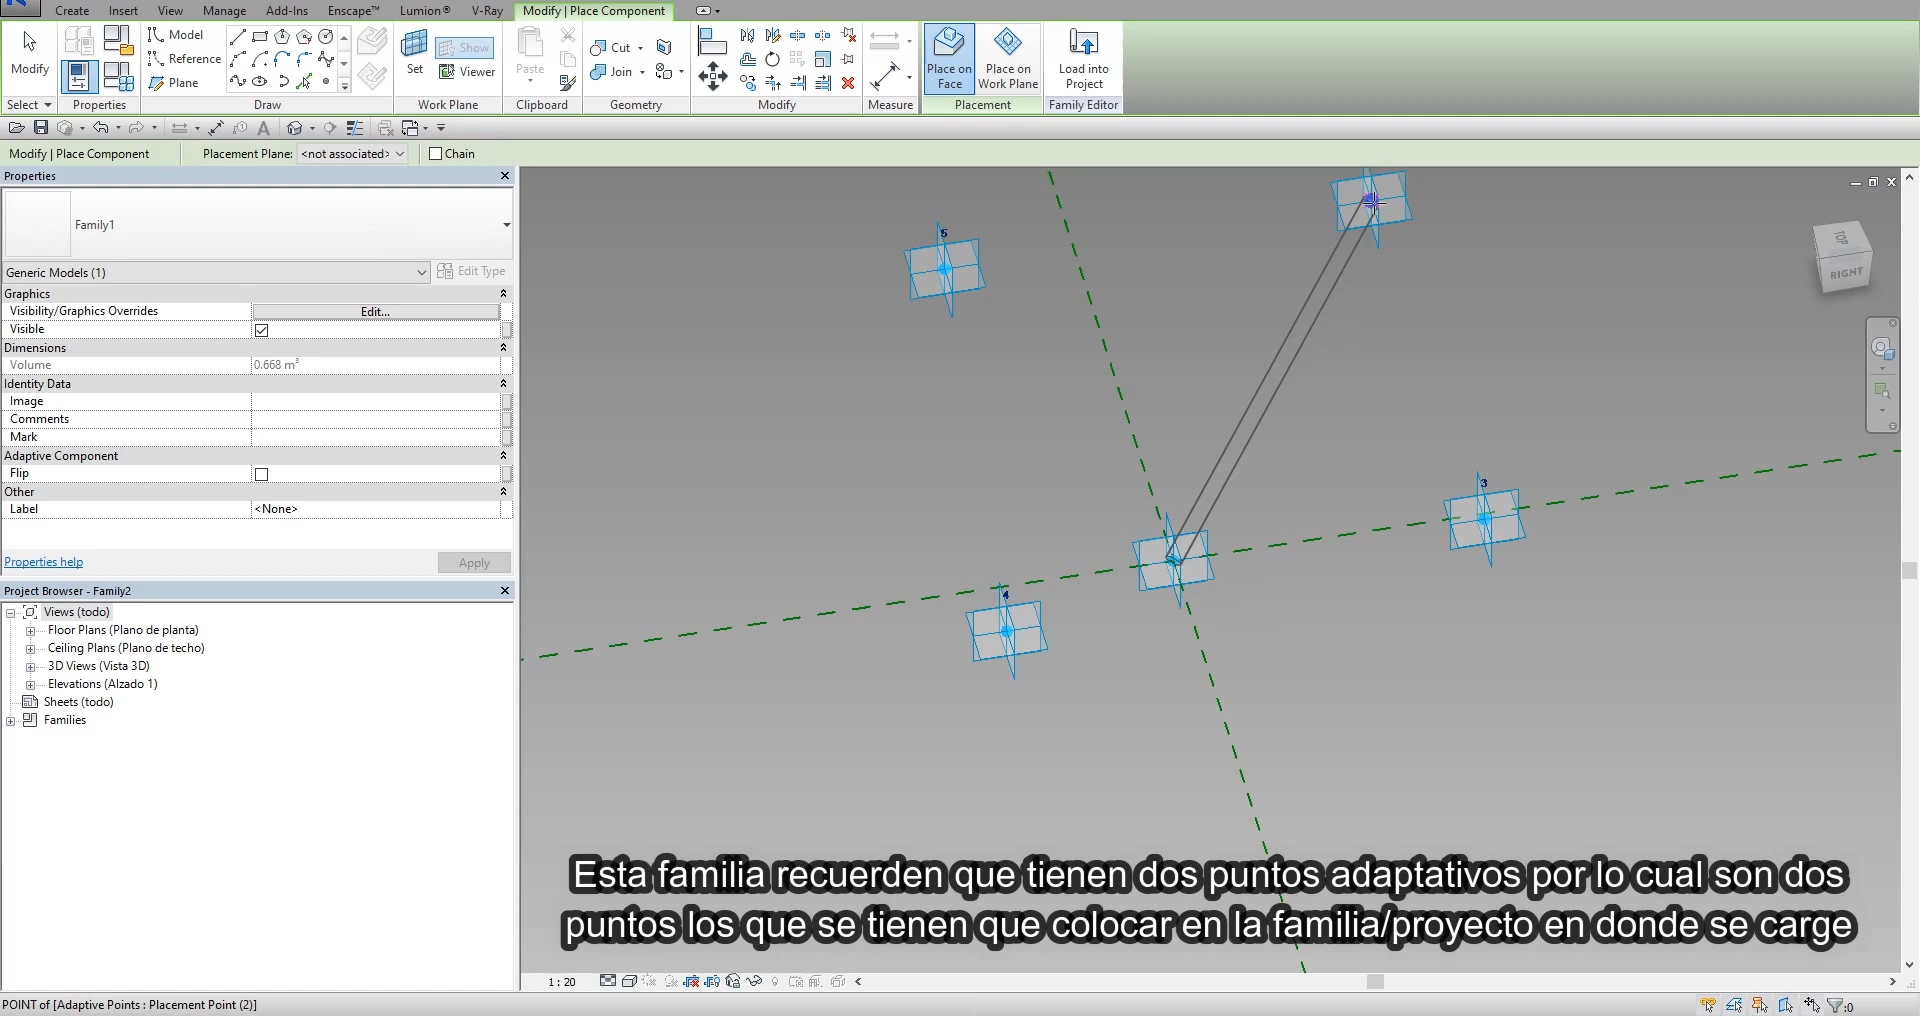 Create Insert View Manage Add-Ins Enscape™ Lumion® V-Ray Modify | Place Component
Modify
Select
Properties
Model
Reference
Plane
Draw
Set
Show
Viewer
Work Plane
Paste
Clipboard
Cut
Join
Geometry
Modify
Measure
Place on
Face
Place on
Work Plane
Placement
Load into
Project
Family Editor
A
Modify | Place Component Placement Plane: <not associated> Chain
Properties
Family1
Generic Models (1) Edit Type
Graphics
Visibility/Graphics Overrides Edit...
Visible
Dimensions
Volume 0.668 m³
Identity Data
Image
Comments
Mark
Adaptive Component
Flip
Other
Label <None>
Properties help Apply
Project Browser - Family2
Views (todo)
Floor Plans (Plano de planta)
Ceiling Plans (Plano de techo)
3D Views (Vista 3D)
Elevations (Alzado 1)
Sheets (todo)
Families
5
3
4
TOP
RIGHT
Esta familia recuerden que tienen dos puntos adaptativos por lo cual son dos
puntos los que se tienen que colocar en la familia/proyecto en donde se carge
1 : 20
POINT of [Adaptive Points : Placement Point (2)]
:0